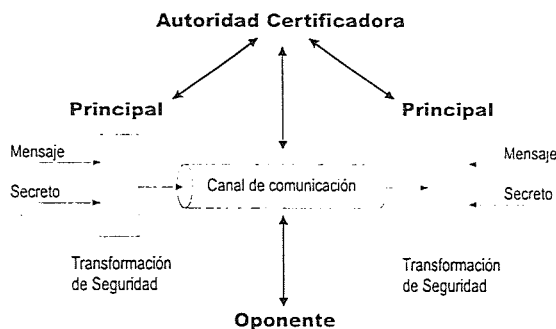 Autoridad Certificadora
Principal
Principal
Mensaje
Secreto
Canal de comunicación
Mensaje
Secreto
Transformación
de Seguridad
Transformación
de Seguridad
Oponente